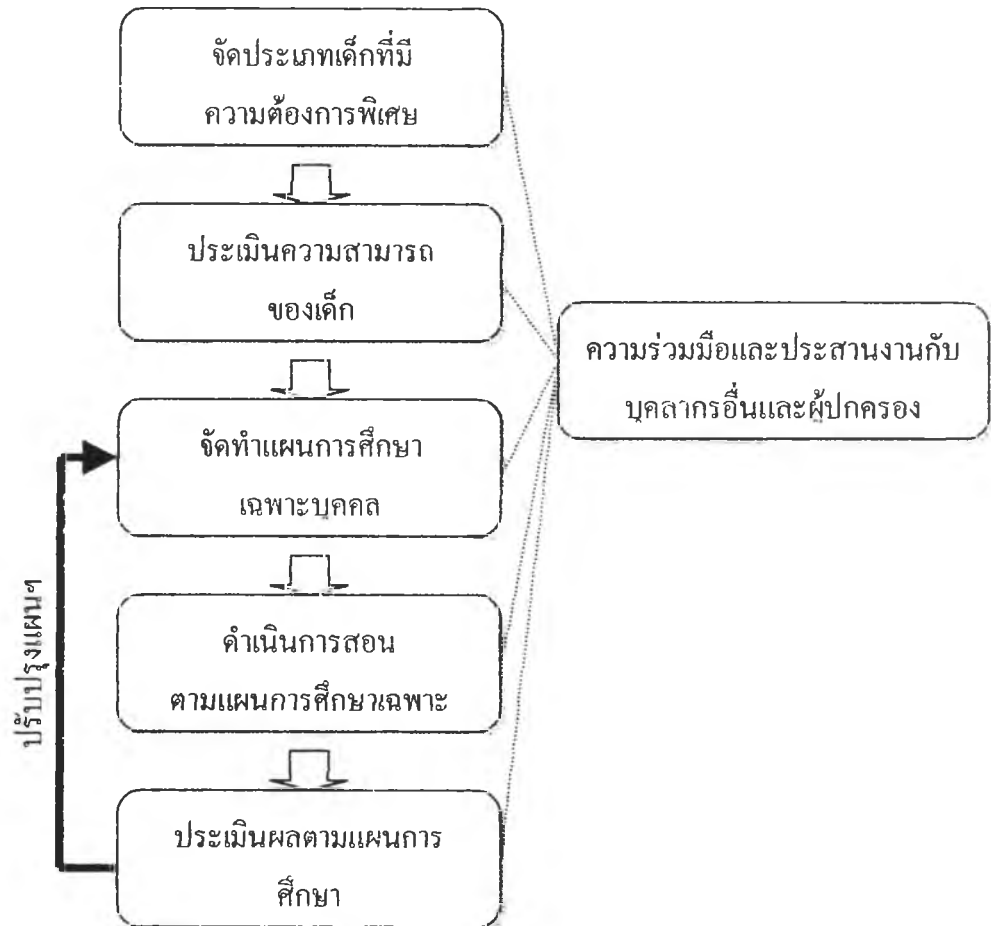 จัดประเภทเด็กที่มี
ความต้องการพิเศษ
ประเมินความสามารถ
ของเด็ก
ความร่วมมือและประสานงานกับ
บุคลากรอื่นและผู้ปกครอง
จัดทำแผนการศึกษา
เฉพาะบุคคล
ดำเนินการสอน
ตามแผนการศึกษาเฉพาะ
ปรับปรุงแผนฯ
ประเมินผลตามแผนการ
ศึกษา